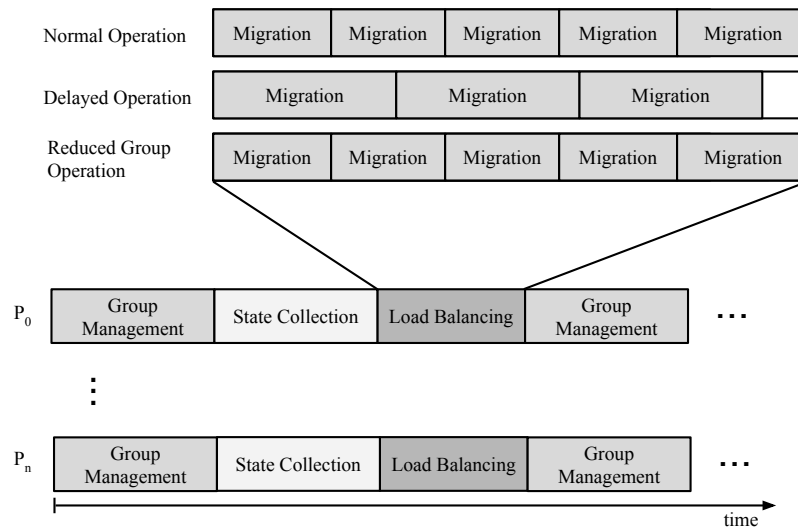 Normal Operation
Migration Migration Migration Migration Migration
Delayed Operation
Migration Migration Migration
Reduced Group
Operation
Migration Migration Migration Migration Migration
P0
Group
Management
State Collection
Load Balancing
Group
Management
...
⋮
Pn
Group
Management
State Collection
Load Balancing
Group
Management
...
time